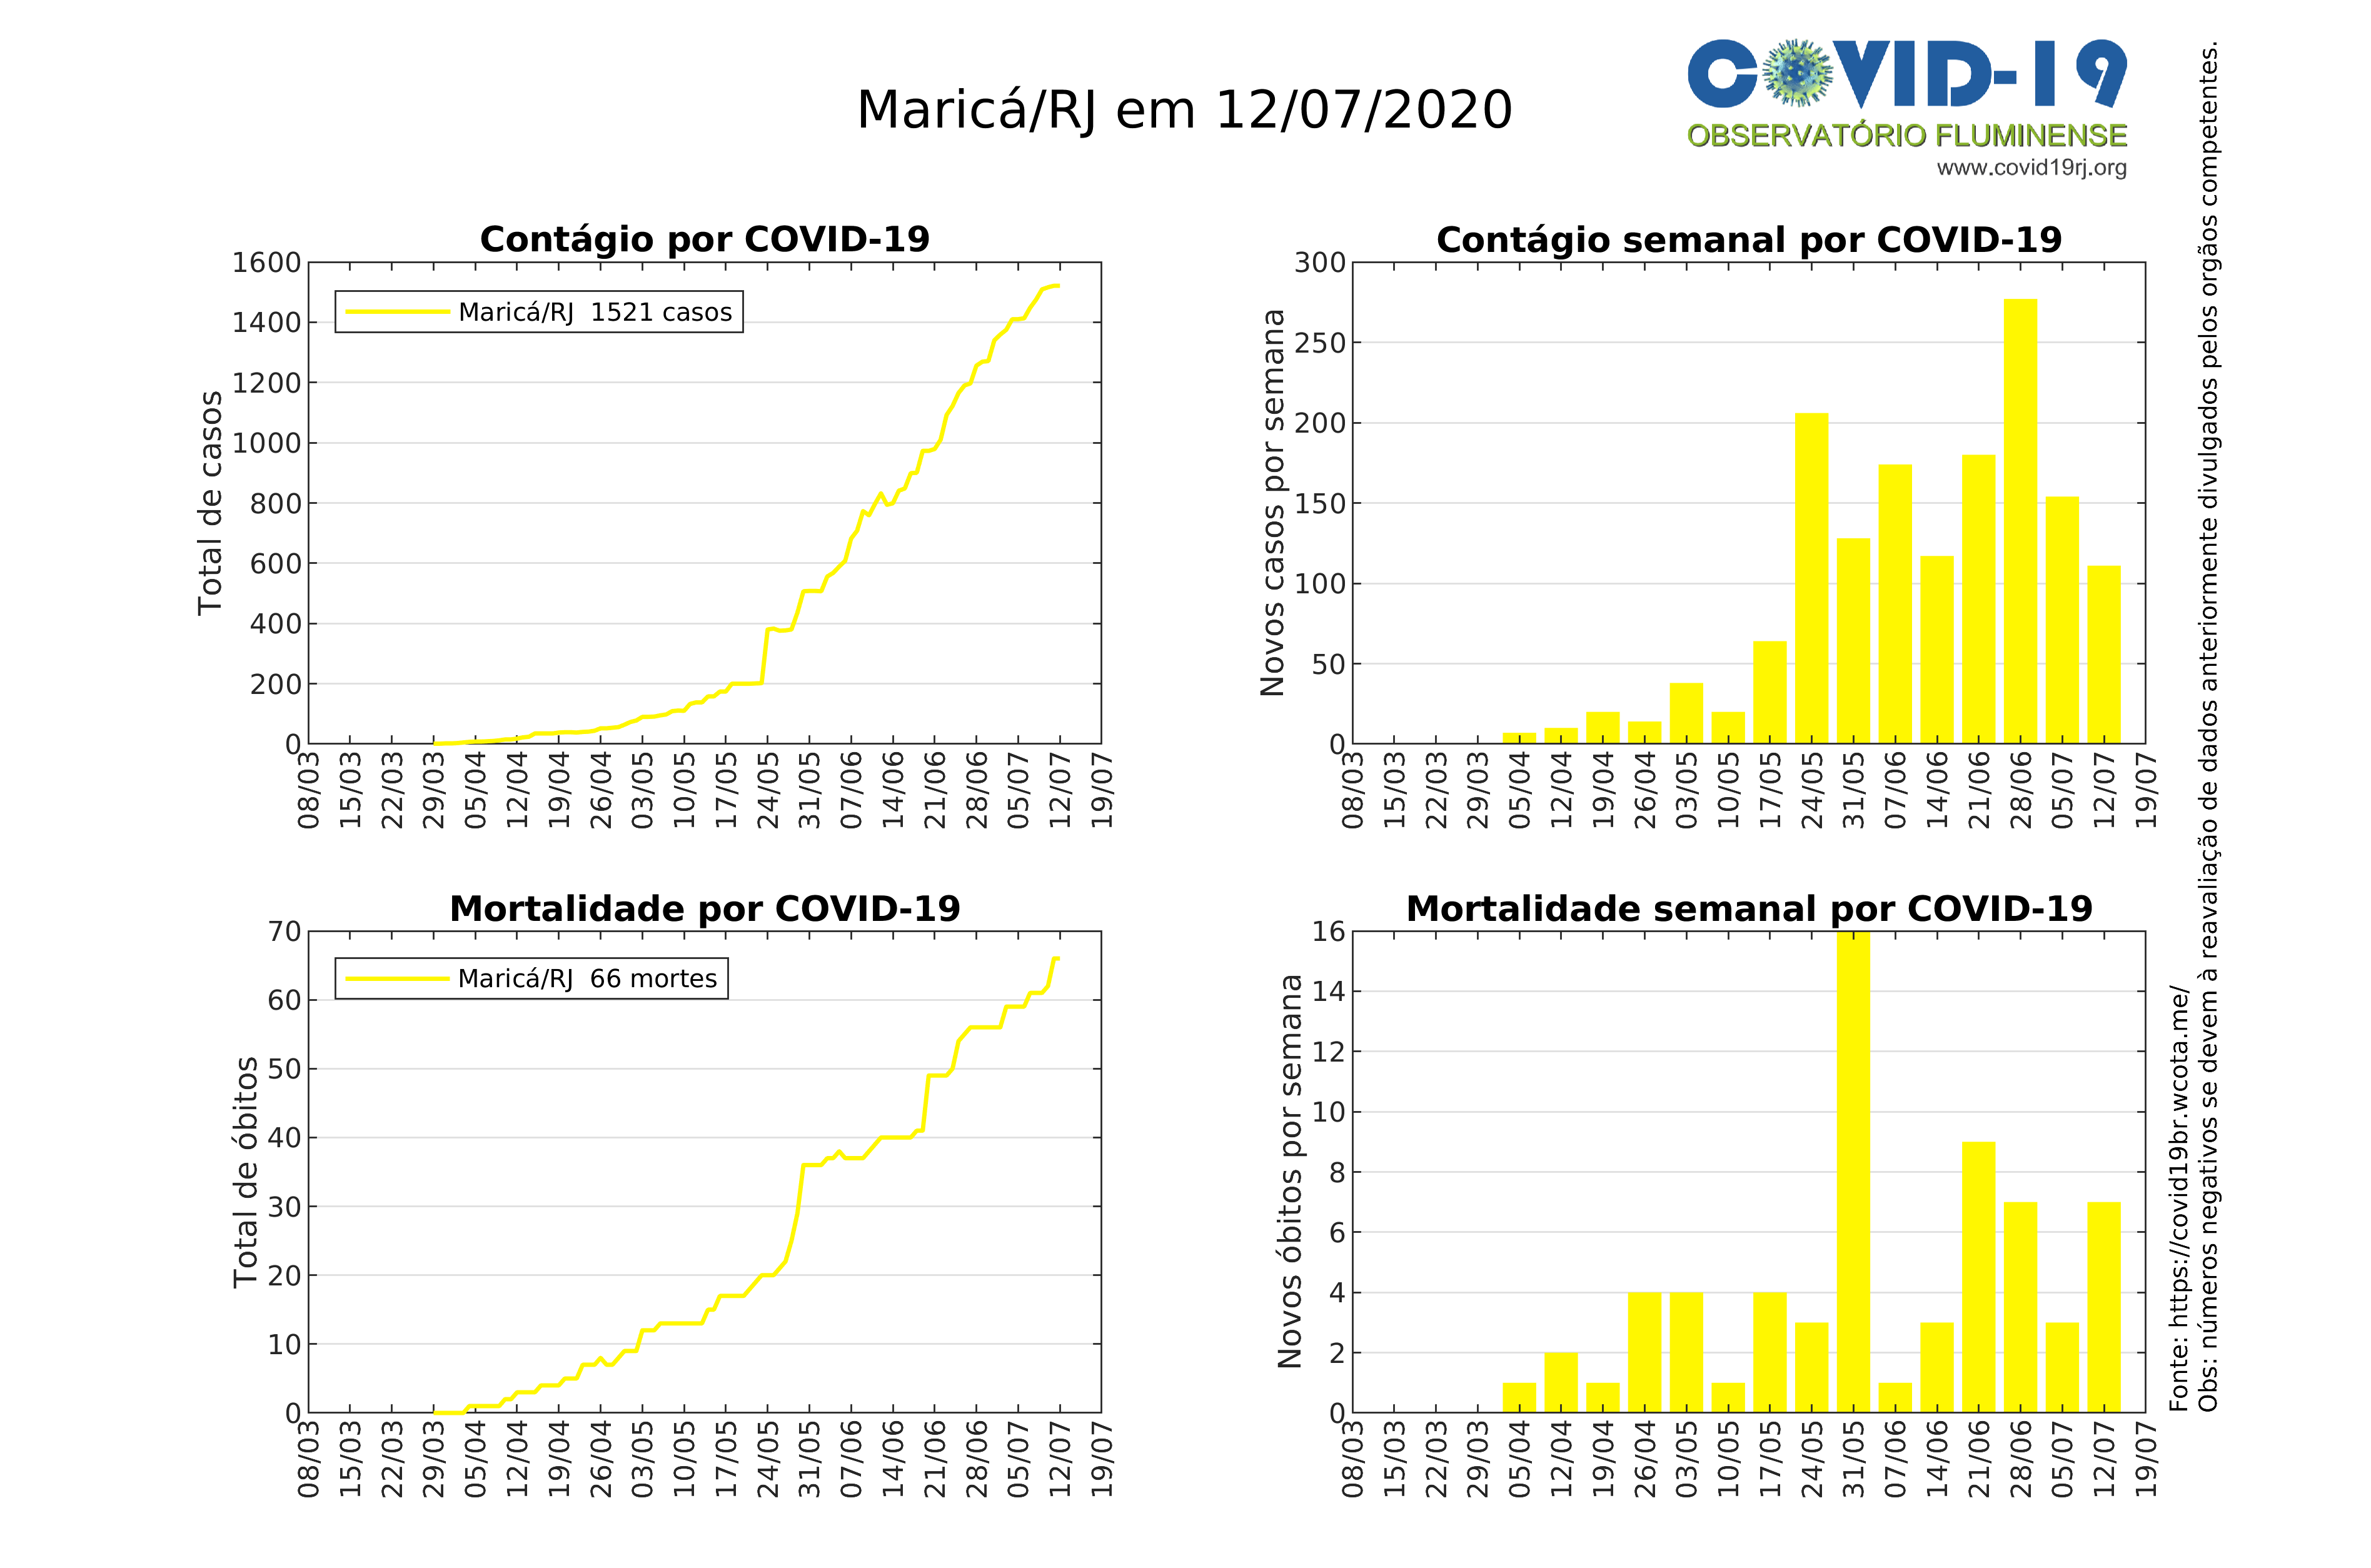 Maricá/RJ em 12/07/2020
COVID-19
OBSERVATÓRIO FLUMINENSE
www.covid19rj.org
Contágio por COVID-19
Total de casos
1600
1400
1200
1000
800
600
400
200
0
Maricá/RJ 1521 casos
08/03 15/03 22/03 29/03 05/04 12/04 19/04 26/04 03/05 10/05 17/05 24/05 31/05 07/06 14/06 21/06 28/06 05/07 12/07 19/07
Contágio semanal por COVID-19
Novos casos por semana
300
250
200
150
100
50
0
08/03 15/03 22/03 29/03 05/04 12/04 19/04 26/04 03/05 10/05 17/05 24/05 31/05 07/06 14/06 21/06 28/06 05/07 12/07 19/07
Mortalidade por COVID-19
Total de óbitos
70
60
50
40
30
20
10
0
Maricá/RJ 66 mortes
08/03 15/03 22/03 29/03 05/04 12/04 19/04 26/04 03/05 10/05 17/05 24/05 31/05 07/06 14/06 21/06 28/06 05/07 12/07 19/07
Mortalidade semanal por COVID-19
Novos óbitos por semana
16
14
12
10
8
6
4
2
0
08/03 15/03 22/03 29/03 05/04 12/04 19/04 26/04 03/05 10/05 17/05 24/05 31/05 07/06 14/06 21/06 28/06 05/07 12/07 19/07
Fonte: https://covid19br.wcota.me/
Obs: números negativos se devem à reavaliação de dados anteriormente divulgados pelos orgãos competentes.